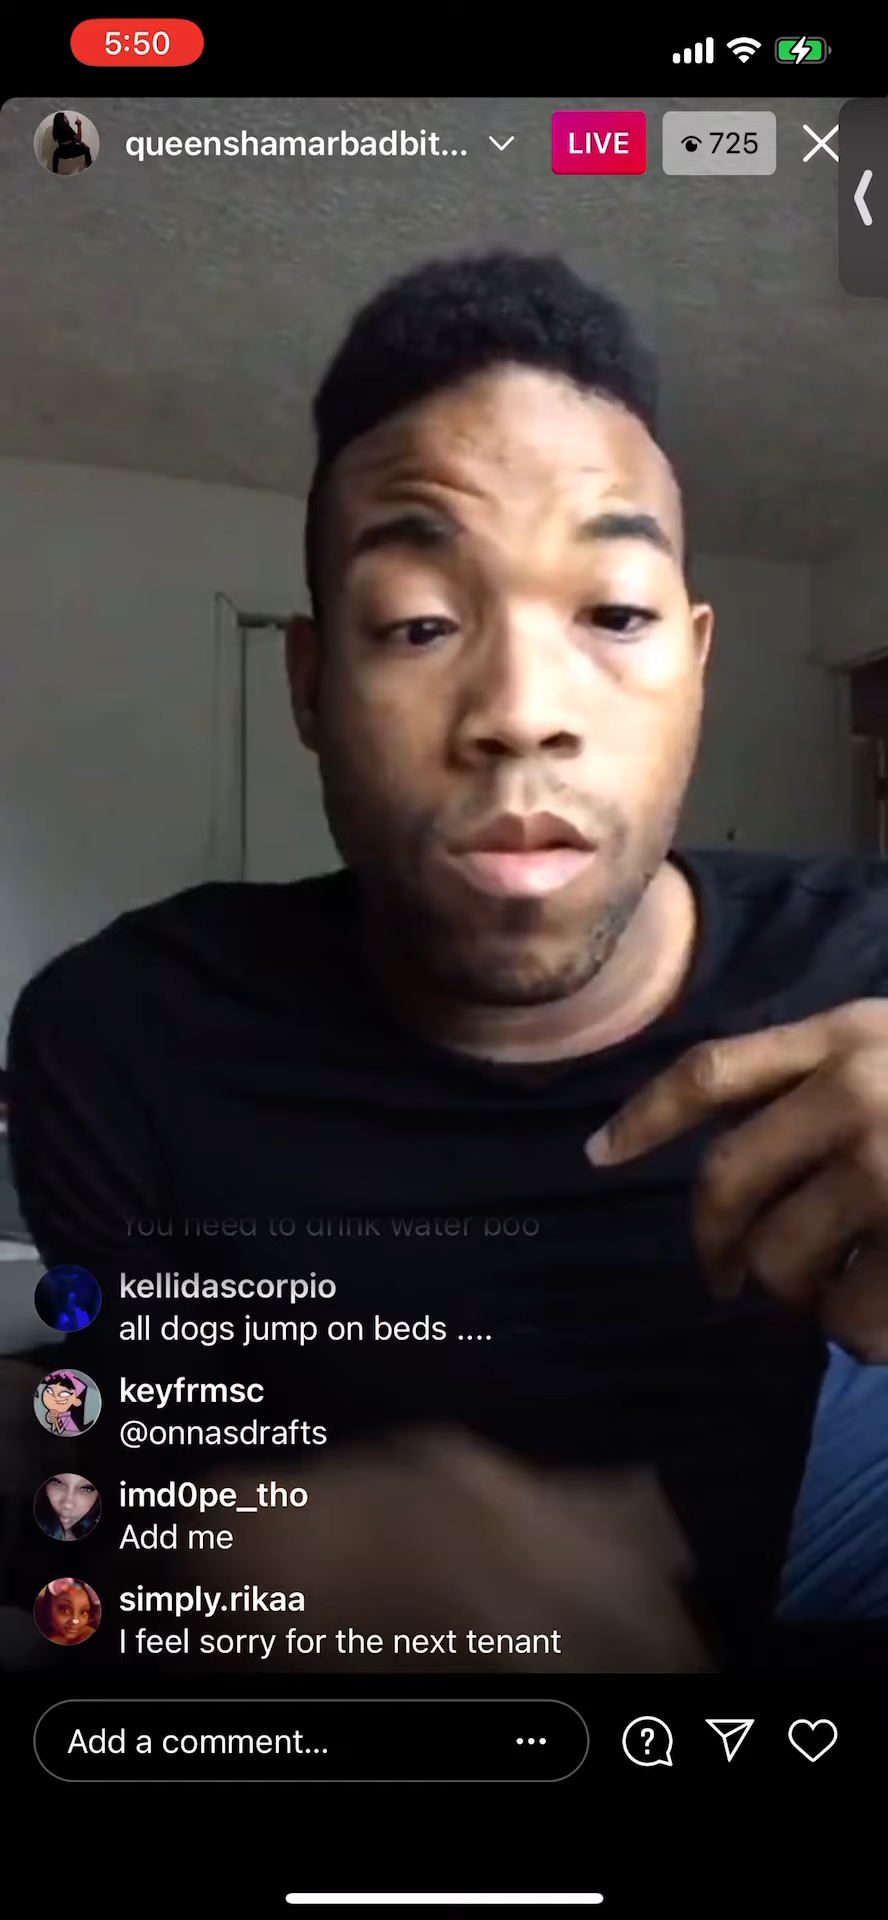 5:50
queenshamarbadbit...
LIVE
725
You need to drink water boo
kellidascorpio
all dogs jump on beds ....
keyfrmsc
@onnasdrafts
imd0pe_tho
Add me
simply.rikaa
I feel sorry for the next tenant
Add a comment...